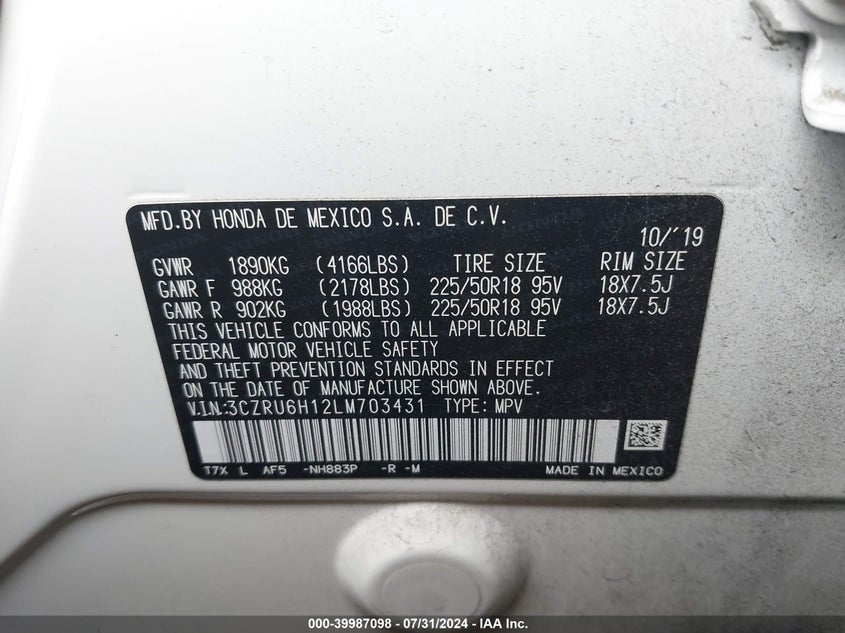 MFD.BY HONDA DE MEXICO S.A. DE C.V.
10/'19
GVWR 1890KG (4166LBS) TIRE SIZE RIM SIZE
GAWR F 988KG (2178LBS) 225/50R18 95V 18X7.5J
GAWR R 902KG (1988LBS) 225/50R18 95V 18X7.5J
THIS VEHICLE CONFORMS TO ALL APPLICABLE
FEDERAL MOTOR VEHICLE SAFETY
AND THEFT PREVENTION STANDARDS IN EFFECT
ON THE DATE OF MANUFACTURE SHOWN ABOVE.
V.I.N.:3CZRU6H12LM703431 TYPE: MPV
T7X L AF5 -NH883P -R -M MADE IN MEXICO
000-39987098 - 07/31/2024 - IAA Inc.